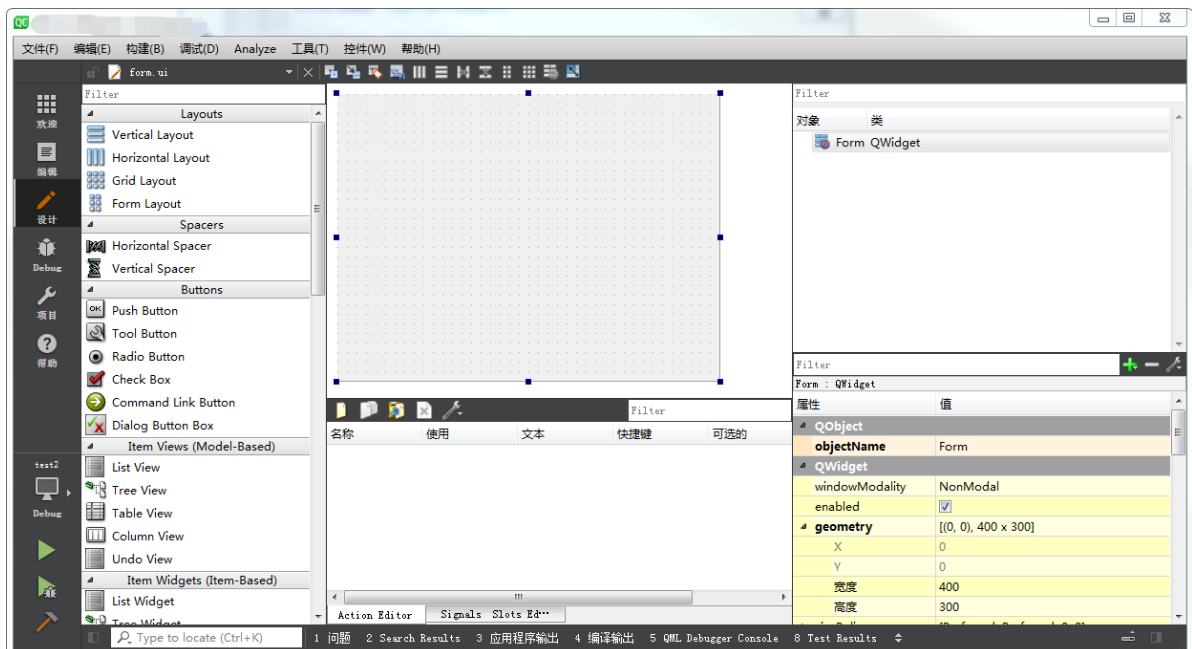 QC
文件(F) 编辑(E) 构建(B) 调试(D) Analyze 工具(T) 控件(W) 帮助(H)
form.ui
欢迎
编辑
设计
Debug
项目
帮助
test2
Debug
Filter
Layouts
Vertical Layout
Horizontal Layout
Grid Layout
Form Layout
Spacers
Horizontal Spacer
Vertical Spacer
Buttons
OK Push Button
Tool Button
Radio Button
Check Box
Command Link Button
Dialog Button Box
Item Views (Model-Based)
List View
Tree View
Table View
Column View
Undo View
Item Widgets (Item-Based)
List Widget
Tree Widget
Filter
名称 使用 文本 快捷键 可选的
Action Editor Signals Slots Ed...
Filter
对象 类
Form QWidget
Filter
Form : QWidget
属性 值
QObject
objectName Form
QWidget
windowModality NonModal
enabled
geometry [(0, 0), 400 x 300]
X 0
Y 0
宽度 400
高度 300
Type to locate (Ctrl+K) 1 问题 2 Search Results 3 应用程序输出 4 编译输出 5 QML Debugger Console 8 Test Results